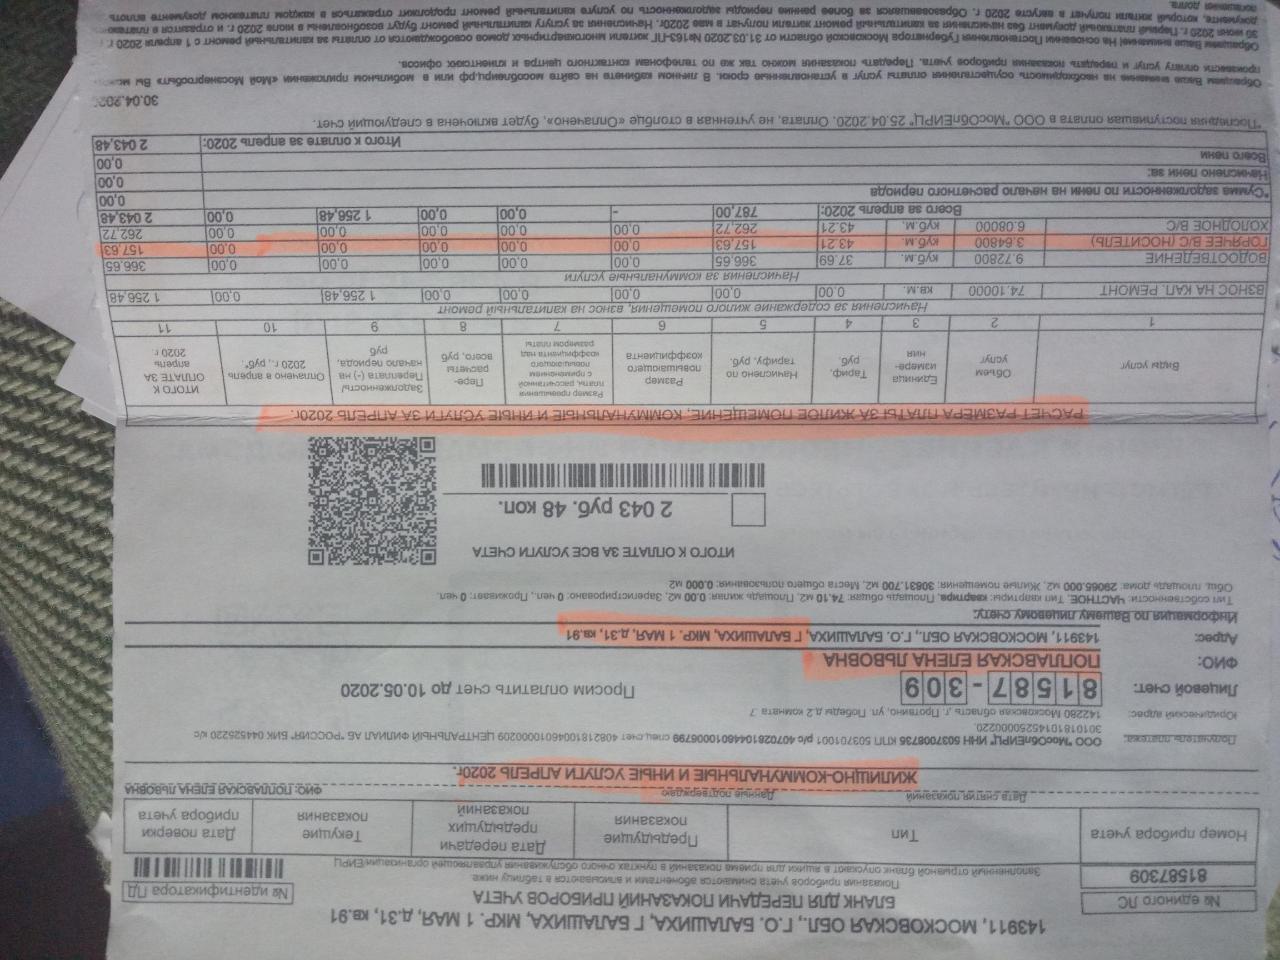 143911, МОСКОВСКАЯ ОБЛ., Г.О. БАЛАШИХА, Г БАЛАШИХА, МКР. 1 МАЯ, д.31, кв.91
БЛАНК ДЛЯ ПЕРЕДАЧИ ПОКАЗАНИЙ ПРИБОРОВ УЧЕТА
№ единого ЛС
81587309
Показания приборов учета снимаются абонентами и вписываются в таблицу ниже.
Заполненный отрывной бланк опускают в ящики для приема показаний в пунктах очного обслуживания управляющей организации/ЕИРЦ
№ идентификатора ПД
Номер прибора учета Тип Предыдущие показания Дата передачи предыдущих показаний Текущие показания Дата поверки прибора учета
Дата снятия показаний Данные подтверждаю ФИО: ПОПЛАВСКАЯ ЕЛЕНА ЛЬВОВНА
ЖИЛИЩНО-КОММУНАЛЬНЫЕ И ИНЫЕ УСЛУГИ АПРЕЛЬ 2020г.
Получатель платежа: ООО "МосОблЕИРЦ" ИНН 5037008735 КПП 503701001 р/с 40702810448010006799 спец.счет 40821810040010000209 ЦЕНТРАЛЬНЫЙ ФИЛИАЛ АБ "РОССИЯ" БИК 044525220 к/с
30101810145250000220.
Юридический адрес: 142280 Московская область, г. Протвино, ул. Победы д.2 комната 7
Лицевой счет: 81587-309 Просим оплатить счет до 10.05.2020
ФИО: ПОПЛАВСКАЯ ЕЛЕНА ЛЬВОВНА
Адрес: 143911, МОСКОВСКАЯ ОБЛ., Г.О. БАЛАШИХА, Г БАЛАШИХА, МКР. 1 МАЯ, д.31, кв.91
Информация по Вашему лицевому счету:
Тип собственности: ЧАСТНОЕ, Тип квартиры: квартира, Площадь общая: 74.10 м2, Площадь жилая: 0.00 м2, Зарегистрировано: 0 чел., Проживает: 0 чел.
Общ. площадь дома: 29065.000 м2, Жилые помещения: 30831.700 м2, Места общего пользования: 0.000 м2
ИТОГО К ОПЛАТЕ ЗА ВСЕ УСЛУГИ СЧЕТА
2 043 руб. 48 коп.
РАСЧЕТ РАЗМЕРА ПЛАТЫ ЗА ЖИЛОЕ ПОМЕЩЕНИЕ, КОММУНАЛЬНЫЕ И ИНЫЕ УСЛУГИ ЗА АПРЕЛЬ 2020г.
Виды услуг Объем услуг Единица измерения Тариф, руб. Начислено по тарифу, руб. Размер повышающего коэффициента Размер превышения платы, рассчитанной с применением повышающего коэффициента над размером платы Перерасчеты всего, руб Задолженность/ Переплата (-) на начало периода, руб Оплачено в апрель 2020 г., руб*. ИТОГО К ОПЛАТЕ ЗА апрель 2020 г
1 2 3 4 5 6 7 8 9 10 11
Начисления за содержание жилого помещения, взнос на капитальный ремонт
ВЗНОС НА КАП. РЕМОНТ 74.10000 кв.м. 0.00 0,00 0,00 0,00 0,00 1 256,48 0,00 1 256,48
Начисления за коммунальные услуги
ВОДООТВЕДЕНИЕ 9.72800 куб.м. 37.69 366,65 0,00 0,00 0,00 0,00 0,00 366,65
ГОРЯЧЕЕ В/С (НОСИТЕЛЬ) 3.64800 куб.м. 43.21 157,63 0,00 0,00 0,00 0,00 0,00 157,63
ХОЛОДНОЕ В/С 6.08000 куб.м. 43.21 262,72 0,00 0,00 0,00 0,00 0,00 262,72
Всего за апрель 2020: 787,00 - 0,00 0,00 1 256,48 0,00 2 043,48
*Сумма задолженности по пени на начало расчетного периода 0,00
Начислено пени за: 0,00
Всего пени 0,00
Итого к оплате за апрель 2020: 2 043,48
*Последняя поступившая оплата в ООО "МосОблЕИРЦ" 25.04.2020. Оплата, не учтенная в столбце «Оплачено», будет включена в следующий счет.
30.04.202
Обращаем Ваше внимание на необходимость осуществления оплаты услуг в установленные сроки. В личном кабинете на сайте мособлеирц.рф или в мобильном приложении «Мой Мосэнергосбыт» Вы
произвести оплату услуг и передать показания приборов учета. Передать показания можно так же по телефонам контактного центра и клиентских офисов.
Обращаем Ваше внимание! На основании Постановления Губернатора Московской области от 31.03.2020 №163-ПГ жители многоквартирных домов освобождаются от оплаты за капитальный ремонт с 1 апреля 2020 г
30 июня 2020 г. Первый платежный документ без начисления за капитальный ремонт жители получат в мае 2020г. Начисления за услугу капитальный ремонт будут возобновлены в июле 2020 г. и отразятся в
документе, который жители получат в августе 2020 г. Образовавшаяся за более ранние периоды задолженность по услуге капитальный ремонт продолжит отражаться в каждом платежном документе вплоть
погашения долга.